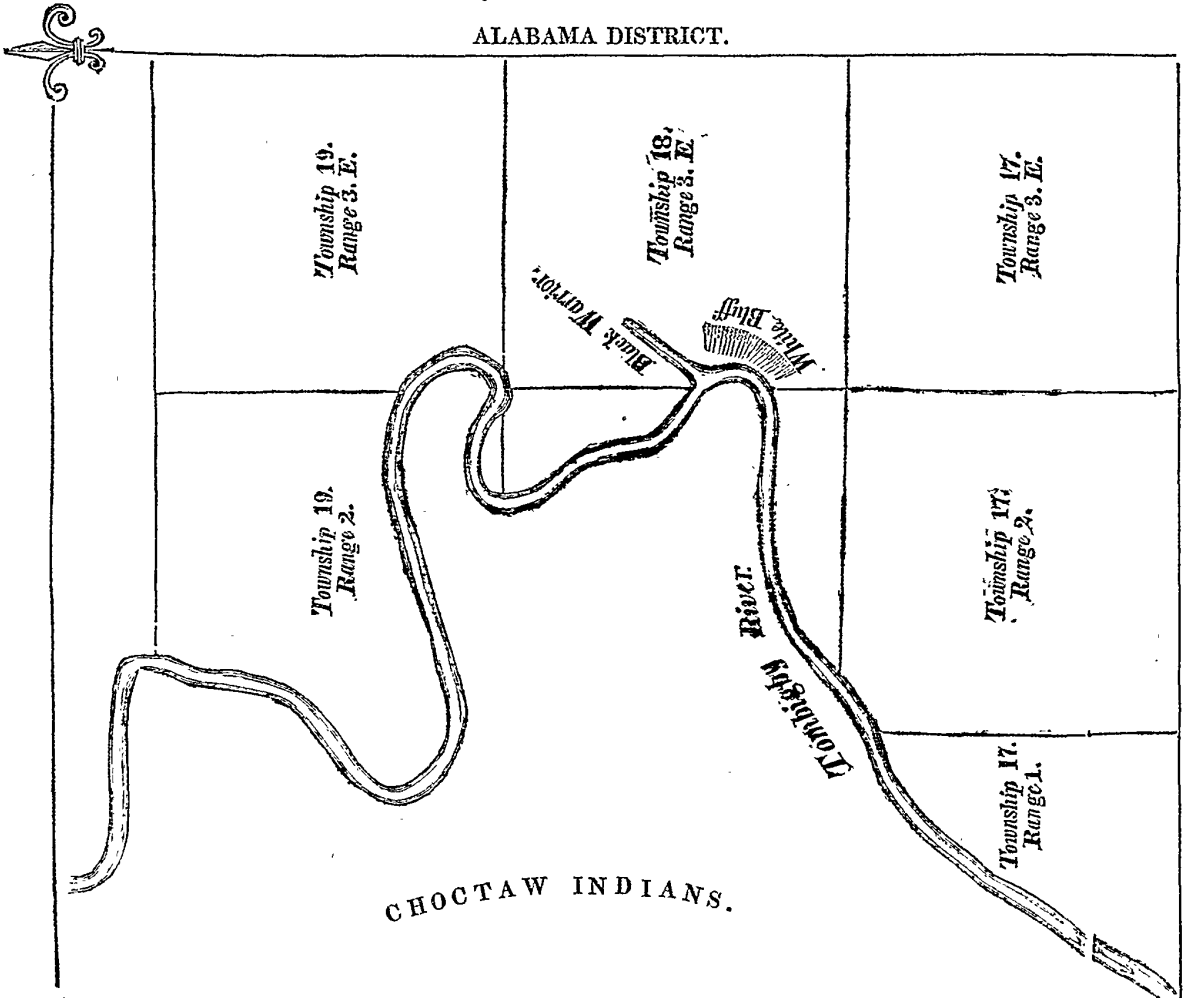 ALABAMA DISTRICT.
Township 19.
Range 3. E.
Township 18.
Range 3. E
Township 17.
Range 3. E.
Black Warrior.
White Bluff
Township 19.
Range 2.
Township 17.
Range 2.
Tombigby River
Township 17.
Range 1.
CHOCTAW INDIANS.